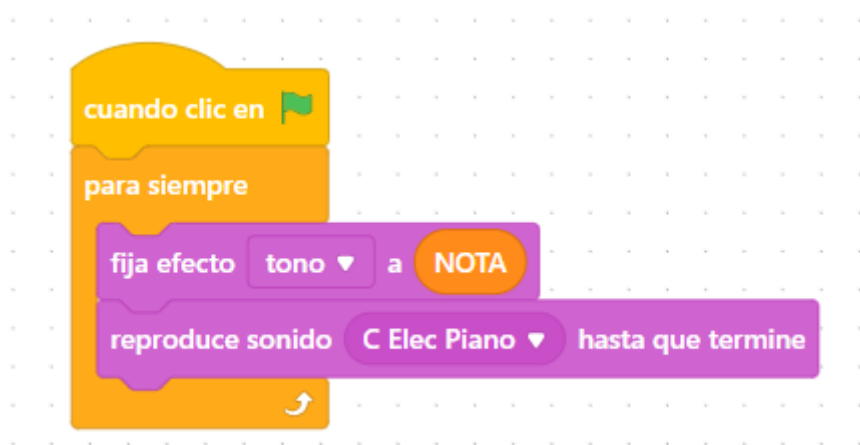 cuando clic en
para siempre
fija efecto tono a NOTA
reproduce sonido C Elec Piano hasta que termine